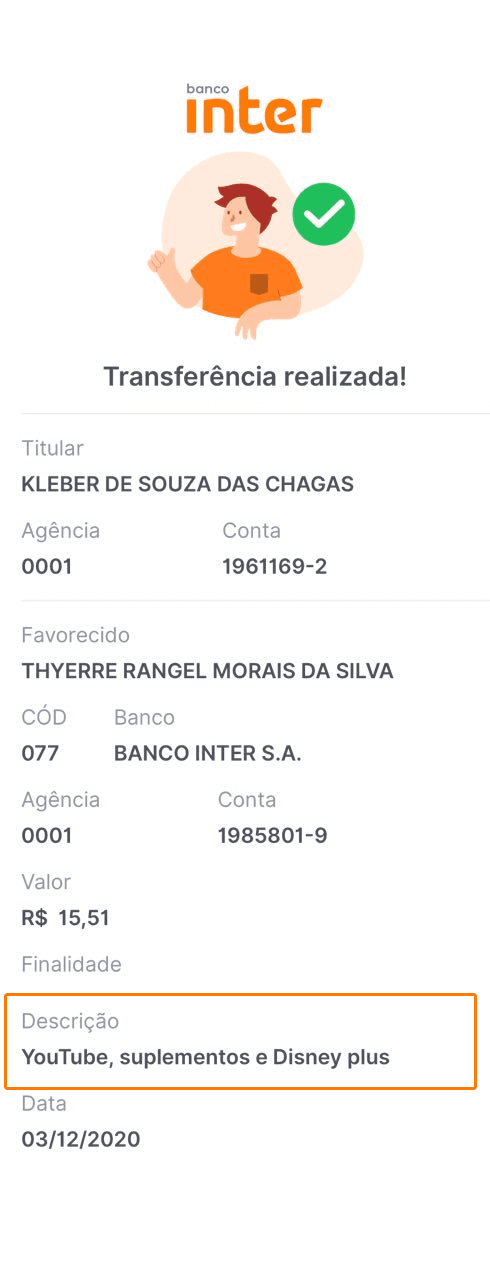 banco
inter
Transferência realizada!
Titular
KLEBER DE SOUZA DAS CHAGAS
Agência Conta
0001 1961169-2
Favorecido
THYERRE RANGEL MORAIS DA SILVA
CÓD Banco
077 BANCO INTER S.A.
Agência Conta
0001 1985801-9
Valor
R$ 15,51
Finalidade
Descrição
YouTube, suplementos e Disney plus
Data
03/12/2020